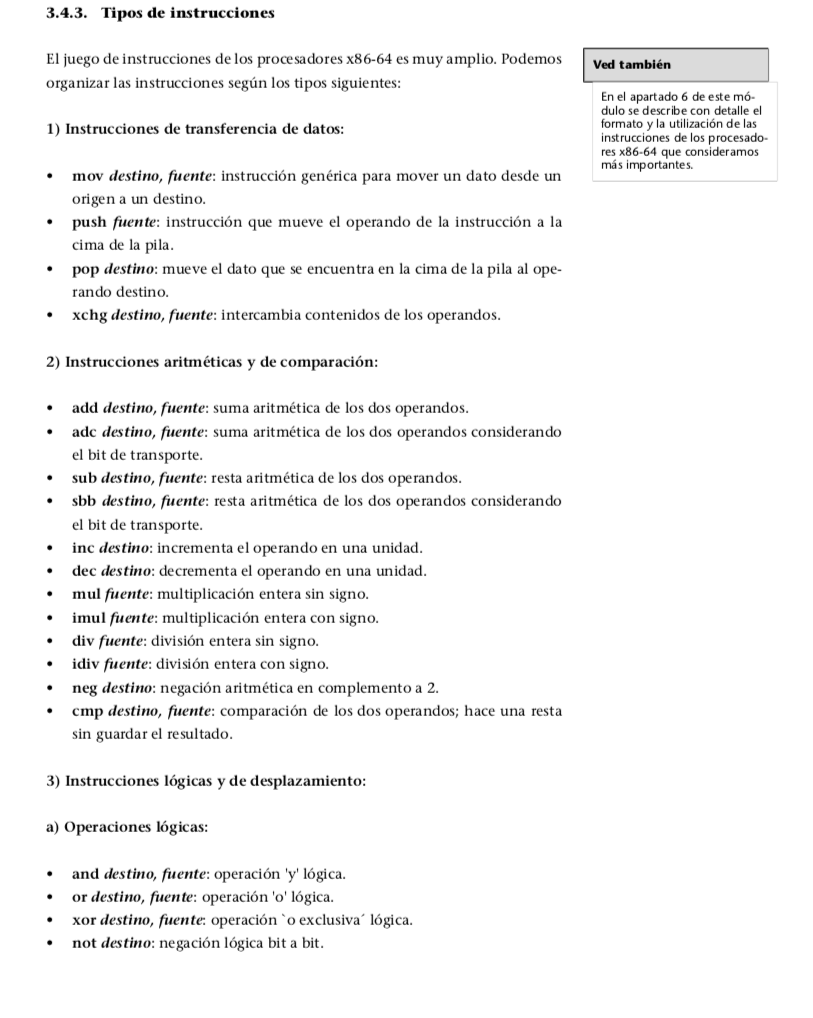 3.4.3. Tipos de instrucciones
El juego de instrucciones de los procesadores x86-64 es muy amplio. Podemos
organizar las instrucciones según los tipos siguientes:
Ved también
En el apartado 6 de este mó-
dulo se describe con detalle el
formato y la utilización de las
instrucciones de los procesado-
res x86-64 que consideramos
más importantes.
1) Instrucciones de transferencia de datos:
• mov destino, fuente: instrucción genérica para mover un dato desde un
origen a un destino.
• push fuente: instrucción que mueve el operando de la instrucción a la
cima de la pila.
• pop destino: mueve el dato que se encuentra en la cima de la pila al ope-
rando destino.
• xchg destino, fuente: intercambia contenidos de los operandos.
2) Instrucciones aritméticas y de comparación:
• add destino, fuente: suma aritmética de los dos operandos.
• adc destino, fuente: suma aritmética de los dos operandos considerando
el bit de transporte.
• sub destino, fuente: resta aritmética de los dos operandos.
• sbb destino, fuente: resta aritmética de los dos operandos considerando
el bit de transporte.
• inc destino: incrementa el operando en una unidad.
• dec destino: decrementa el operando en una unidad.
• mul fuente: multiplicación entera sin signo.
• imul fuente: multiplicación entera con signo.
• div fuente: división entera sin signo.
• idiv fuente: división entera con signo.
• neg destino: negación aritmética en complemento a 2.
• cmp destino, fuente: comparación de los dos operandos; hace una resta
sin guardar el resultado.
3) Instrucciones lógicas y de desplazamiento:
a) Operaciones lógicas:
• and destino, fuente: operación 'y' lógica.
• or destino, fuente: operación 'o' lógica.
• xor destino, fuente: operación `o exclusiva´ lógica.
• not destino: negación lógica bit a bit.